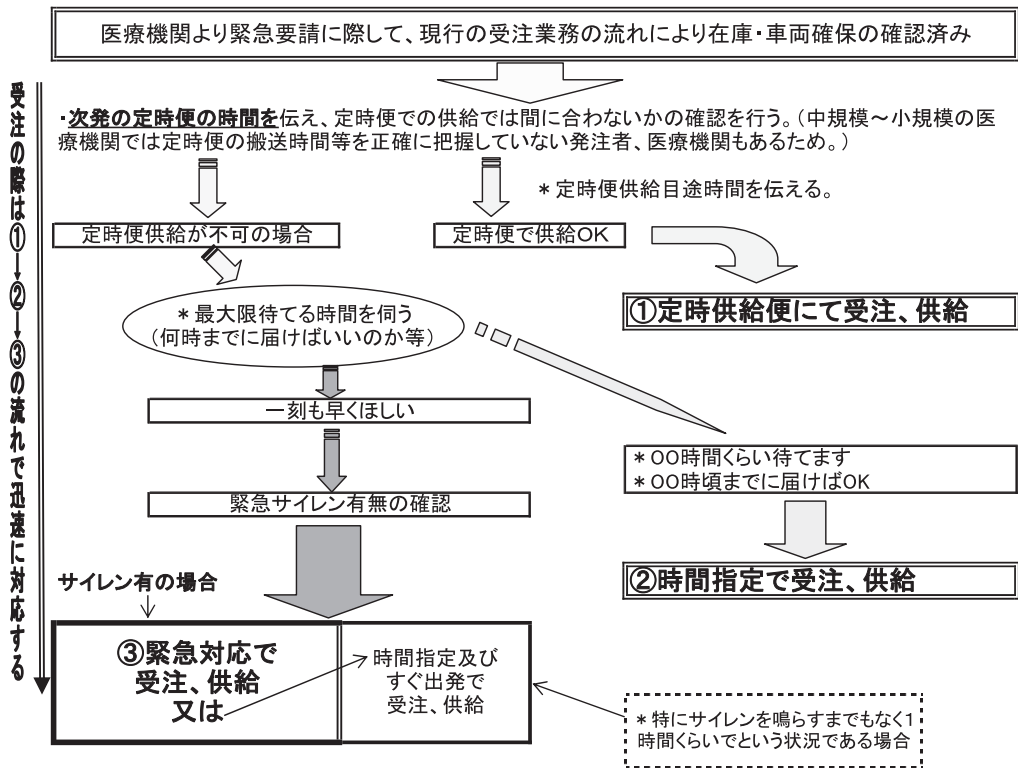 医療機関より緊急要請に際して、現行の受注業務の流れにより在庫・車両確保の確認済み
受注の際は①→②→③の流れで迅速に対応する
・次発の定時便の時間を伝え、定時便での供給では間に合わないかの確認を行う。(中規模～小規模の医
療機関では定時便の搬送時間等を正確に把握していない発注者、医療機関もあるため。)
＊定時便供給目途時間を伝える。
定時便供給が不可の場合
定時便で供給OK
①定時供給便にて受注、供給
＊最大限待てる時間を伺う
(何時までに届けばいいのか等)
一刻も早くほしい
＊OO時間くらい待てます
＊OO時頃までに届けばOK
緊急サイレン有無の確認
②時間指定で受注、供給
サイレン有の場合
③緊急対応で
受注、供給
又は
時間指定及び
すぐ出発で
受注、供給
＊特にサイレンを鳴らすまでもなく1
時間くらいでという状況である場合